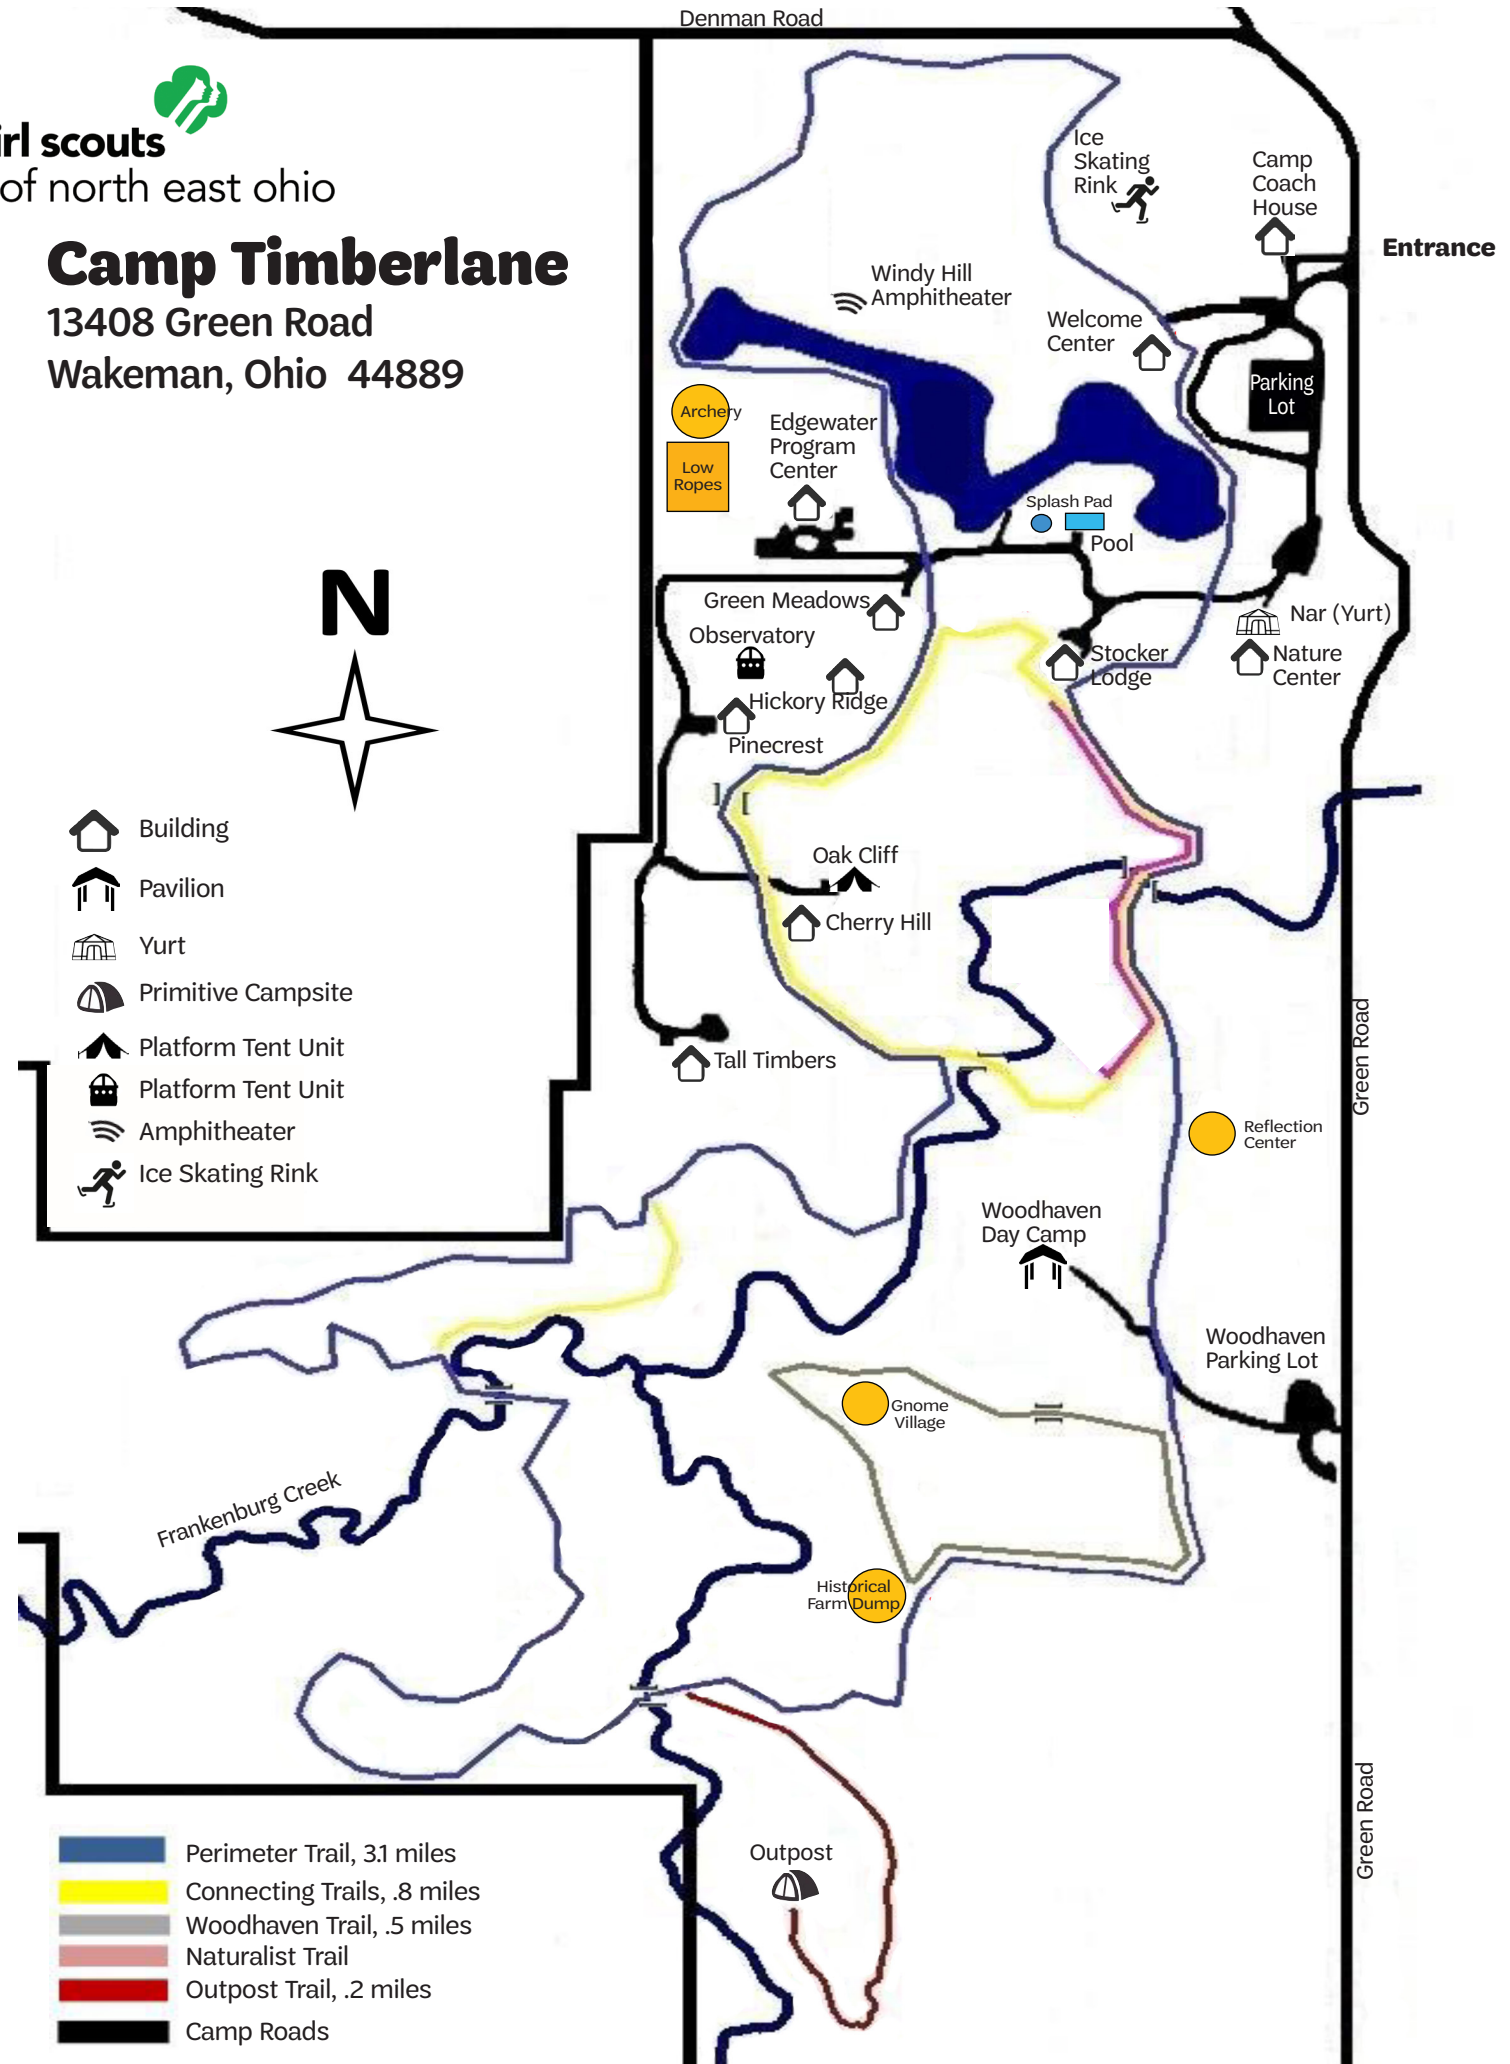 Denman Road
irl scouts
of north east ohio
Camp Timberlane
13408 Green Road
Wakeman, Ohio 44889
Ice
Skating
Rink
Camp
Coach
House
Entrance
Windy Hill
Amphitheater
Welcome
Center
Parking
Lot
Archery
Low
Ropes
Edgewater
Program
Center
Splash Pad
Pool
Green Meadows
Observatory
Hickory Ridge
Pinecrest
Stocker
Lodge
Nar (Yurt)
Nature
Center
N
Building
Pavilion
Yurt
Primitive Campsite
Platform Tent Unit
Platform Tent Unit
Amphitheater
Ice Skating Rink
Oak Cliff
Cherry Hill
Tall Timbers
Green Road
Reflection
Center
Woodhaven
Day Camp
Woodhaven
Parking Lot
Gnome
Village
Frankenburg Creek
Historical
Farm Dump
Outpost
Green Road
Perimeter Trail, 3.1 miles
Connecting Trails, .8 miles
Woodhaven Trail, .5 miles
Naturalist Trail
Outpost Trail, .2 miles
Camp Roads